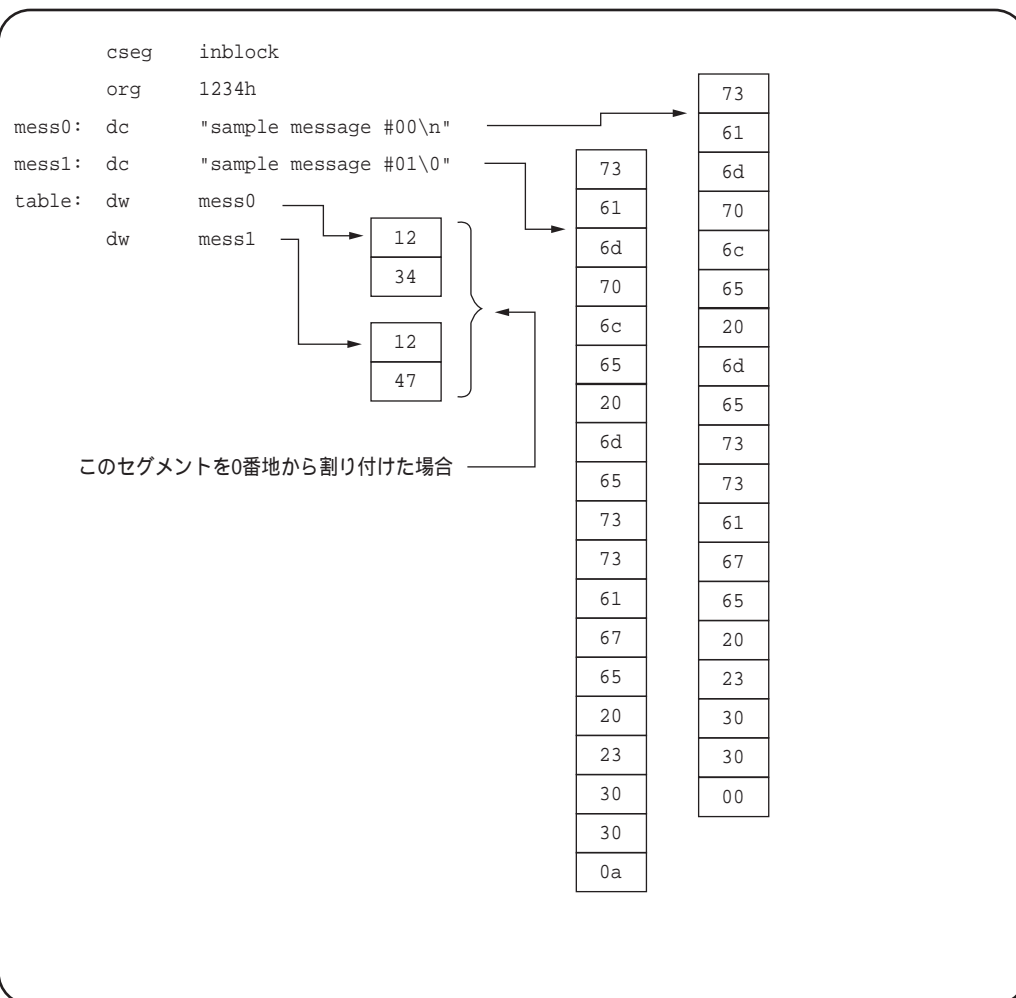 cseg inblock
org 1234h
mess0: dc "sample message #00\n"
mess1: dc "sample message #01\0"
table: dw mess0
dw mess1
12
34
12
47
このセグメントを0番地から割り付けた場合
73
61
6d
70
6c
65
20
6d
65
73
73
61
67
65
20
23
30
30
0a
73
61
6d
70
6c
65
20
6d
65
73
73
61
67
65
20
23
30
30
00